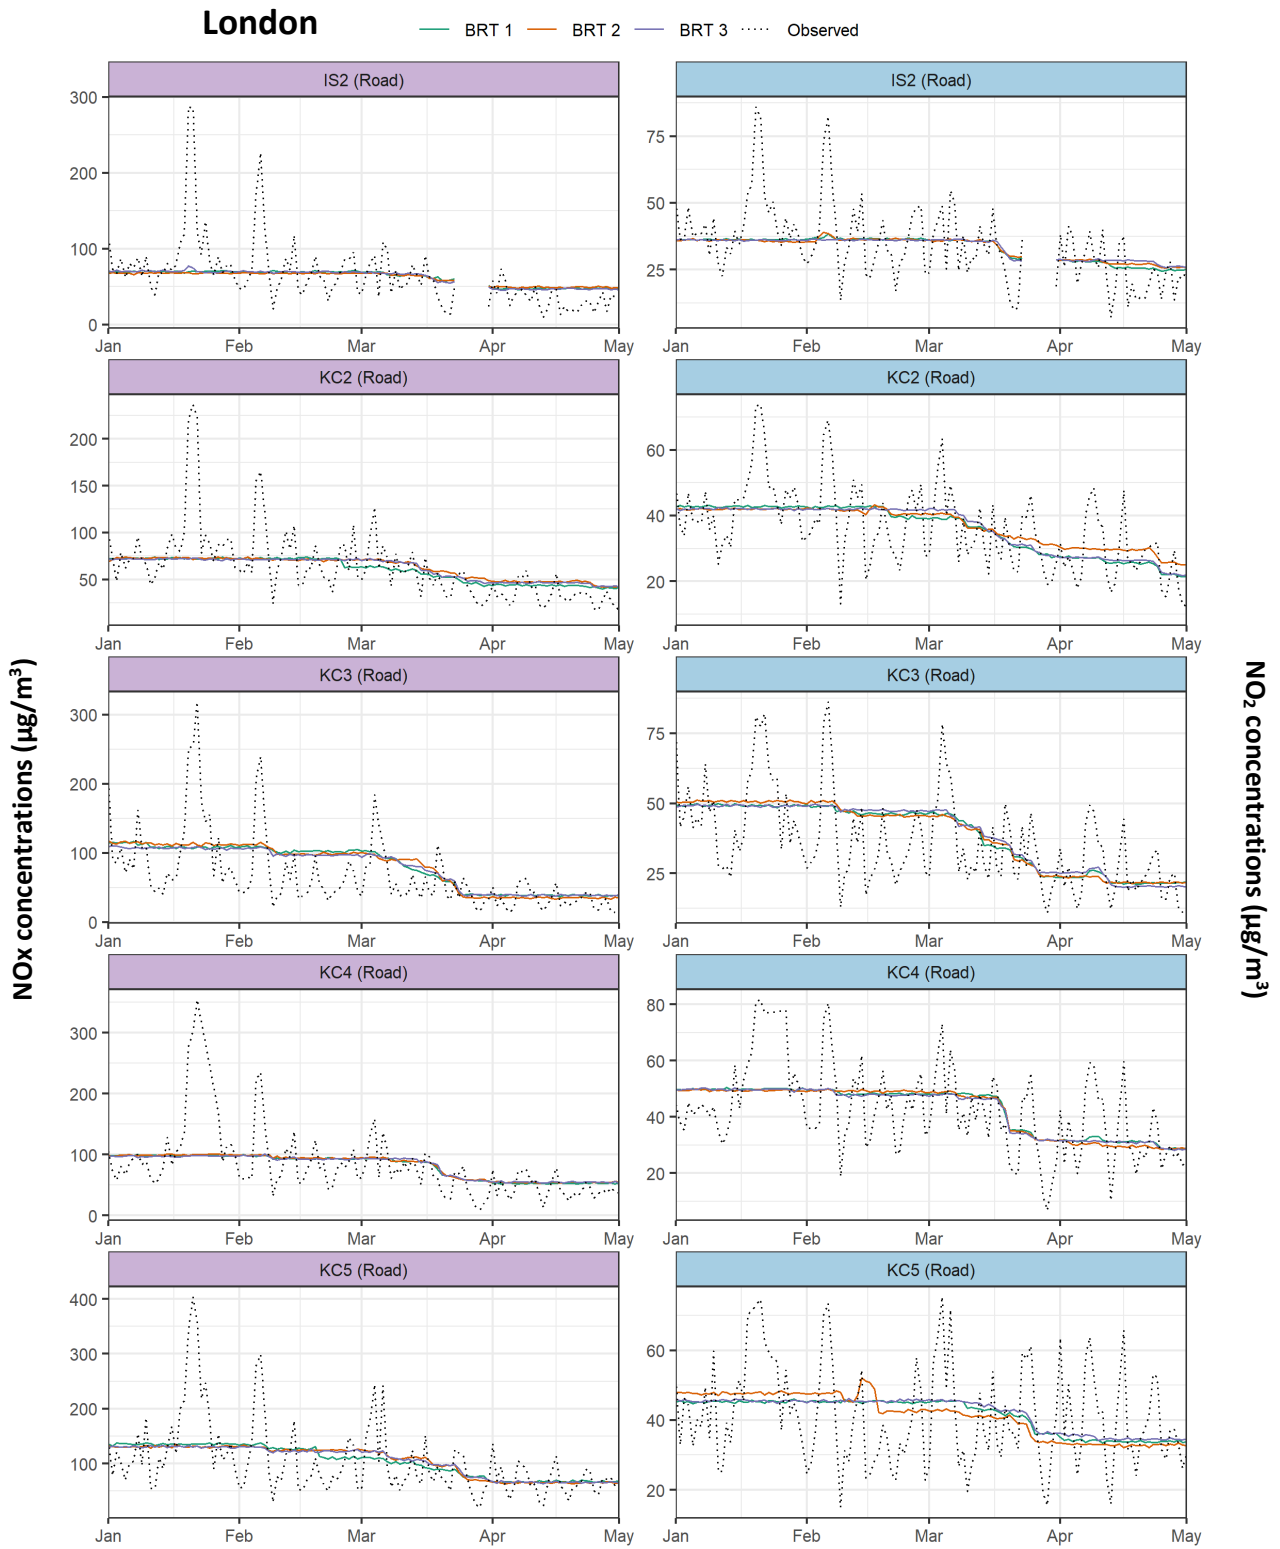 London
BRT 1 BRT 2 BRT 3 Observed
IS2 (Road) IS2 (Road)
300
200
100
0
75
50
25
Jan Feb Mar Apr May Jan Feb Mar Apr May
KC2 (Road) KC2 (Road)
200
150
100
50
60
40
20
Jan Feb Mar Apr May Jan Feb Mar Apr May
KC3 (Road) KC3 (Road)
300
200
100
0
75
50
25
Jan Feb Mar Apr May Jan Feb Mar Apr May
KC4 (Road) KC4 (Road)
300
200
100
0
80
60
40
20
Jan Feb Mar Apr May Jan Feb Mar Apr May
KC5 (Road) KC5 (Road)
400
300
200
100
60
40
20
Jan Feb Mar Apr May Jan Feb Mar Apr May
NOx concentrations (µg/m³)
NO₂ concentrations (µg/m³)